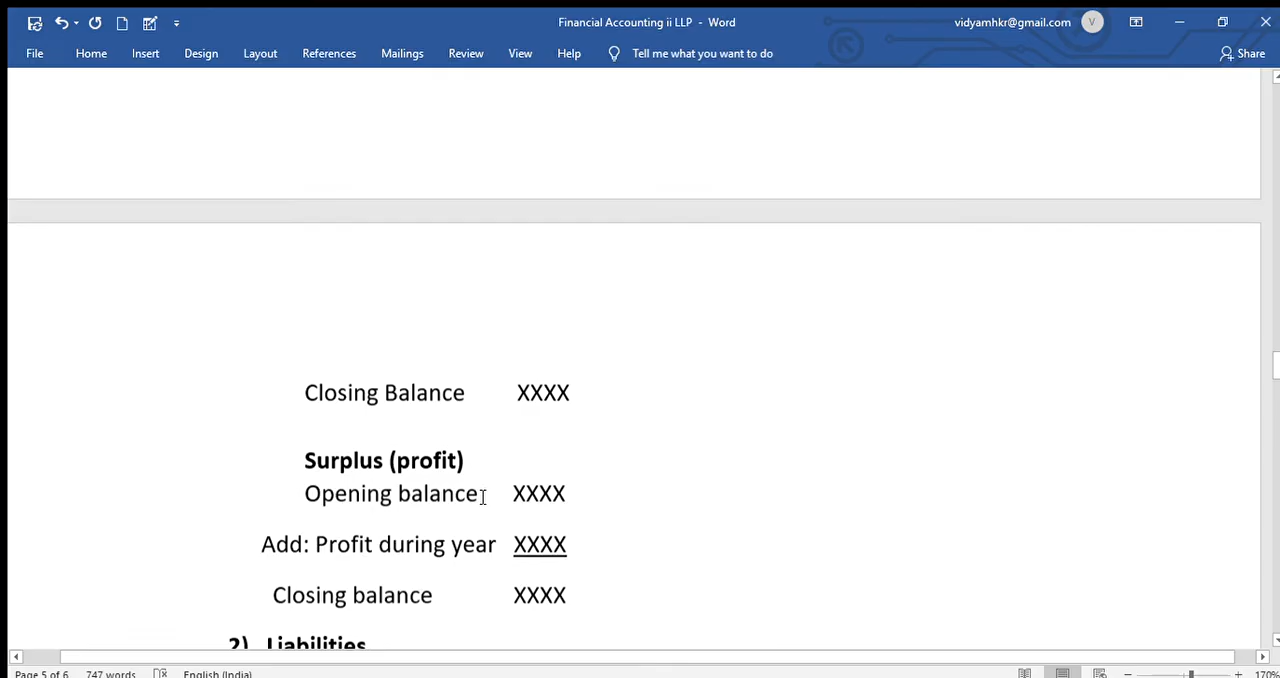 Financial Accounting ii LLP - Word
vidyamhkr@gmail.com
V
File Home Insert Design Layout References Mailings Review View Help Tell me what you want to do Share
Closing Balance XXXX
Surplus (profit)
Opening balance XXXX
Add: Profit during year XXXX
Closing balance XXXX
2) Liabilities
Page 5 of 6 747 words English (India) 170%